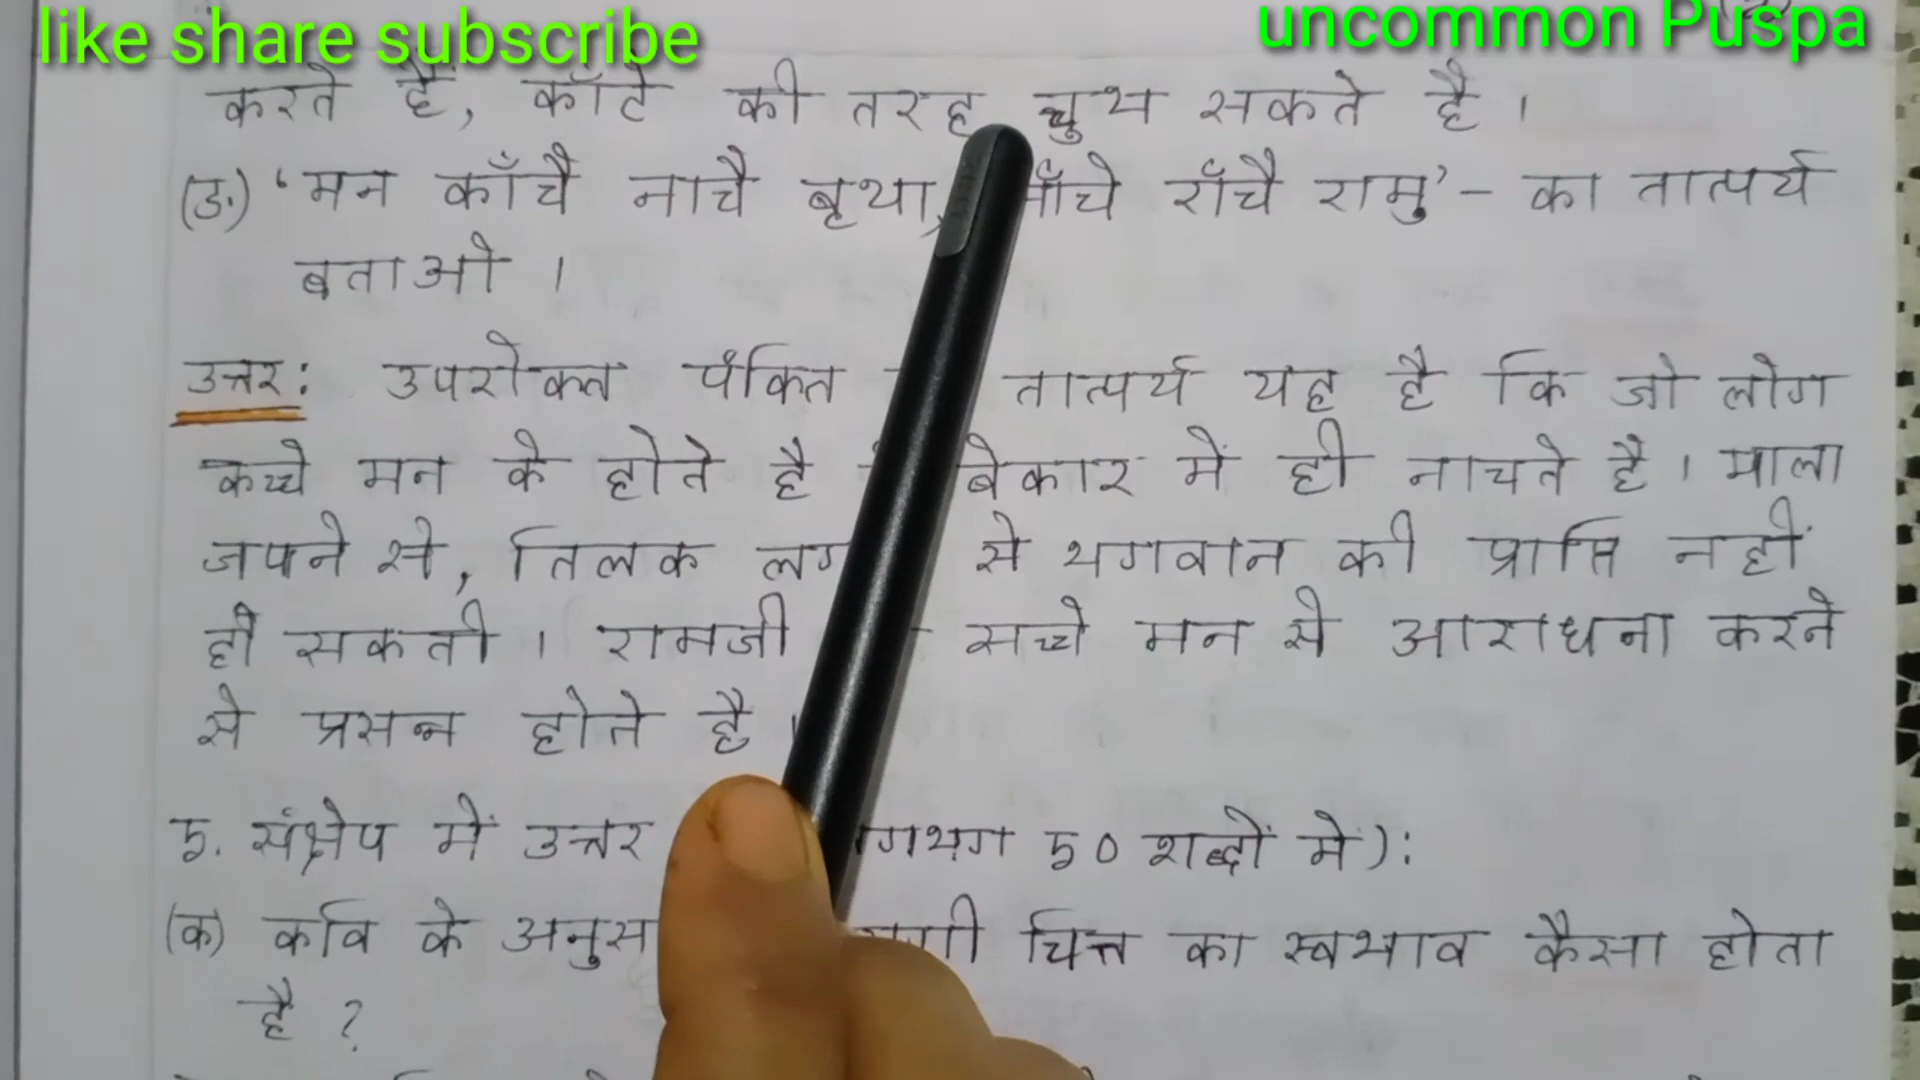 like share subscribe
uncommon Puspa
करते हैं, काँटे की तरह चुभ सकते है ।
(ङ) 'मन काँचै नाचै बृथा, राँचै रामु' – का तात्पर्य
बताओ ।
उत्तर: उपरोक्त पंक्ति तात्पर्य यह है कि जो लोग
कच्चे मन के होते है बेकार में ही नाचते है । माला
जपने से, तिलक से भगवान की प्राप्ति नहीं
हो सकती । रामजी सच्चे मन से आराधना करने
से प्रसन्न होते है ।
5. संक्षेप में उत्तर 50 शब्दों में):
(क) कवि के चित्त का स्वभाव कैसा होता
है ?